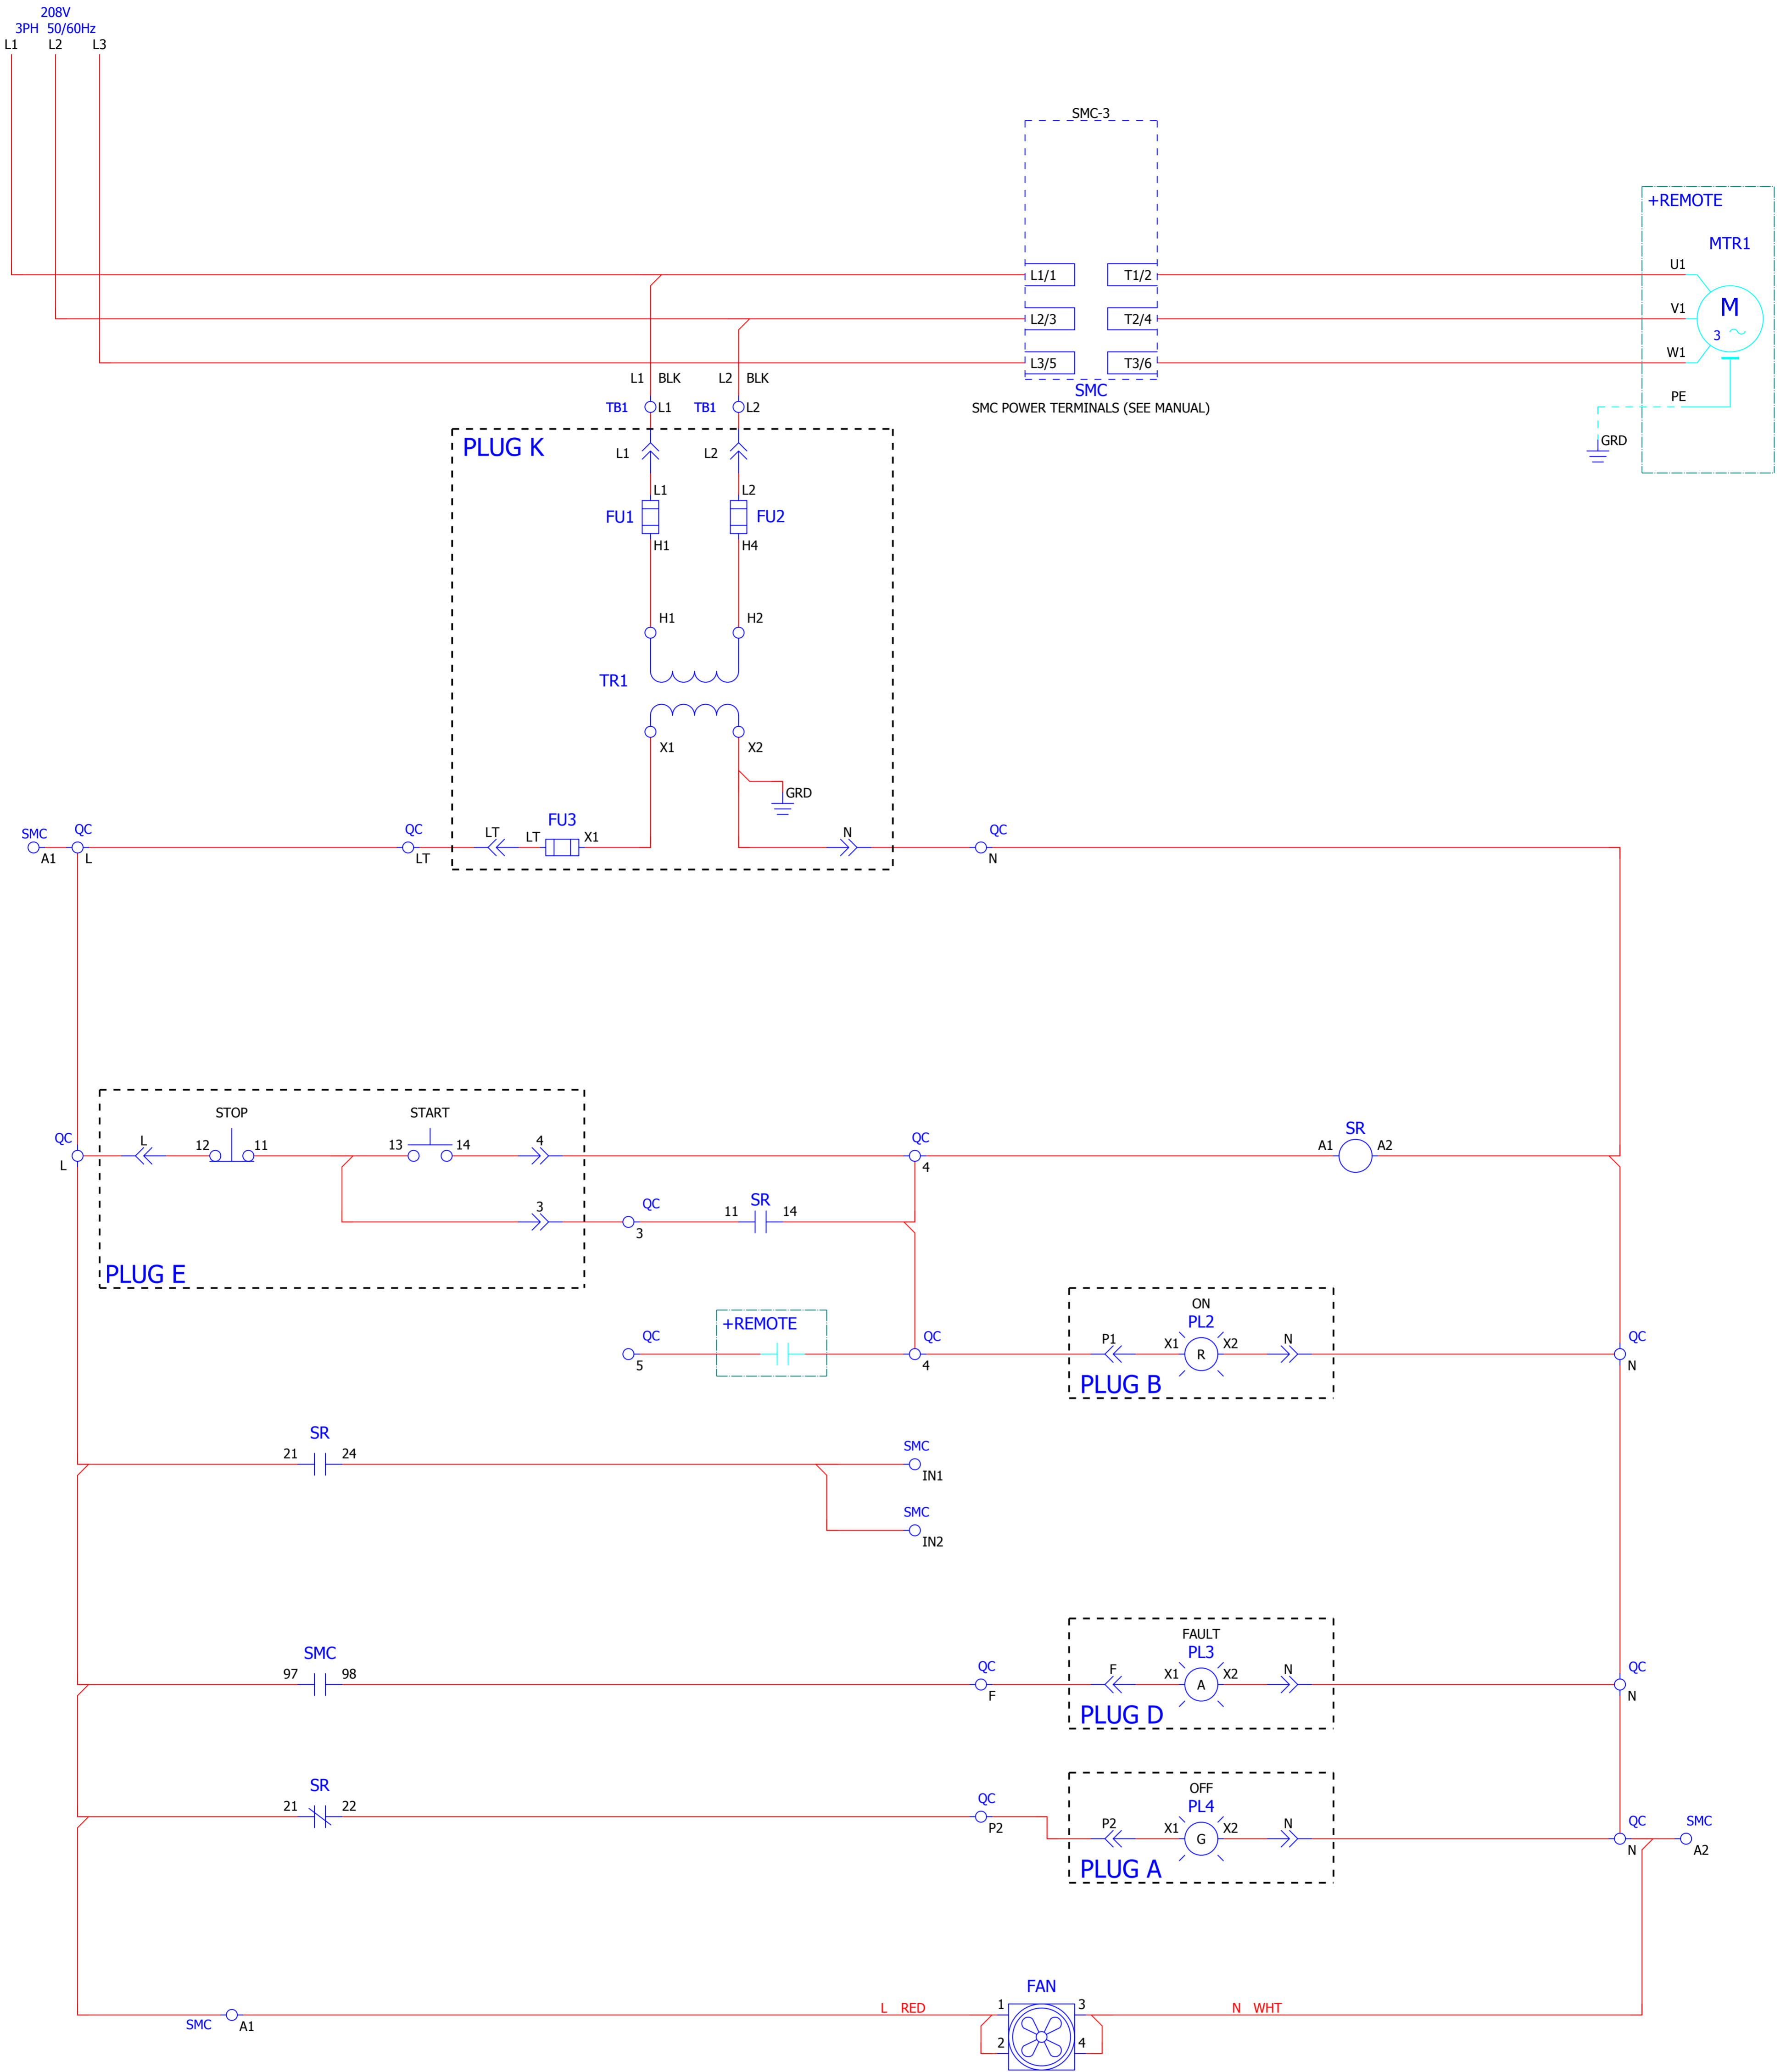 208V
3PH 50/60Hz
L1 L2 L3
SMC-3
+REMOTE
MTR1
U1
L1/1 T1/2
V1
M
3
L2/3 T2/4
W1
L3/5 T3/6
L1 BLK L2 BLK
SMC
PE
TB1 L1 TB1 L2
SMC POWER TERMINALS (SEE MANUAL)
GRD
PLUG K
L1 L2
L1 L2
FU1 FU2
H1 H4
H1 H2
TR1
X1 X2
GRD
FU3
SMC QC QC LT LT X1 N QC
A1 L LT N
STOP START
QC L 12 11 13 14 4 QC SR
A1 A2
L 4
3 QC 11 SR 14
3
PLUG E
ON
+REMOTE
PL2
QC QC P1 X1 X2 N QC
R
5 4 N
PLUG B
SR
21 24 SMC
IN1
SMC
IN2
FAULT
SMC PL3
97 98 QC F X1 X2 N QC
A
F N
PLUG D
OFF
SR PL4
21 22 QC
P2 P2 X1 X2 N QC SMC
G
N A2
PLUG A
FAN
L RED 1 3 N WHT
SMC A1
2 4